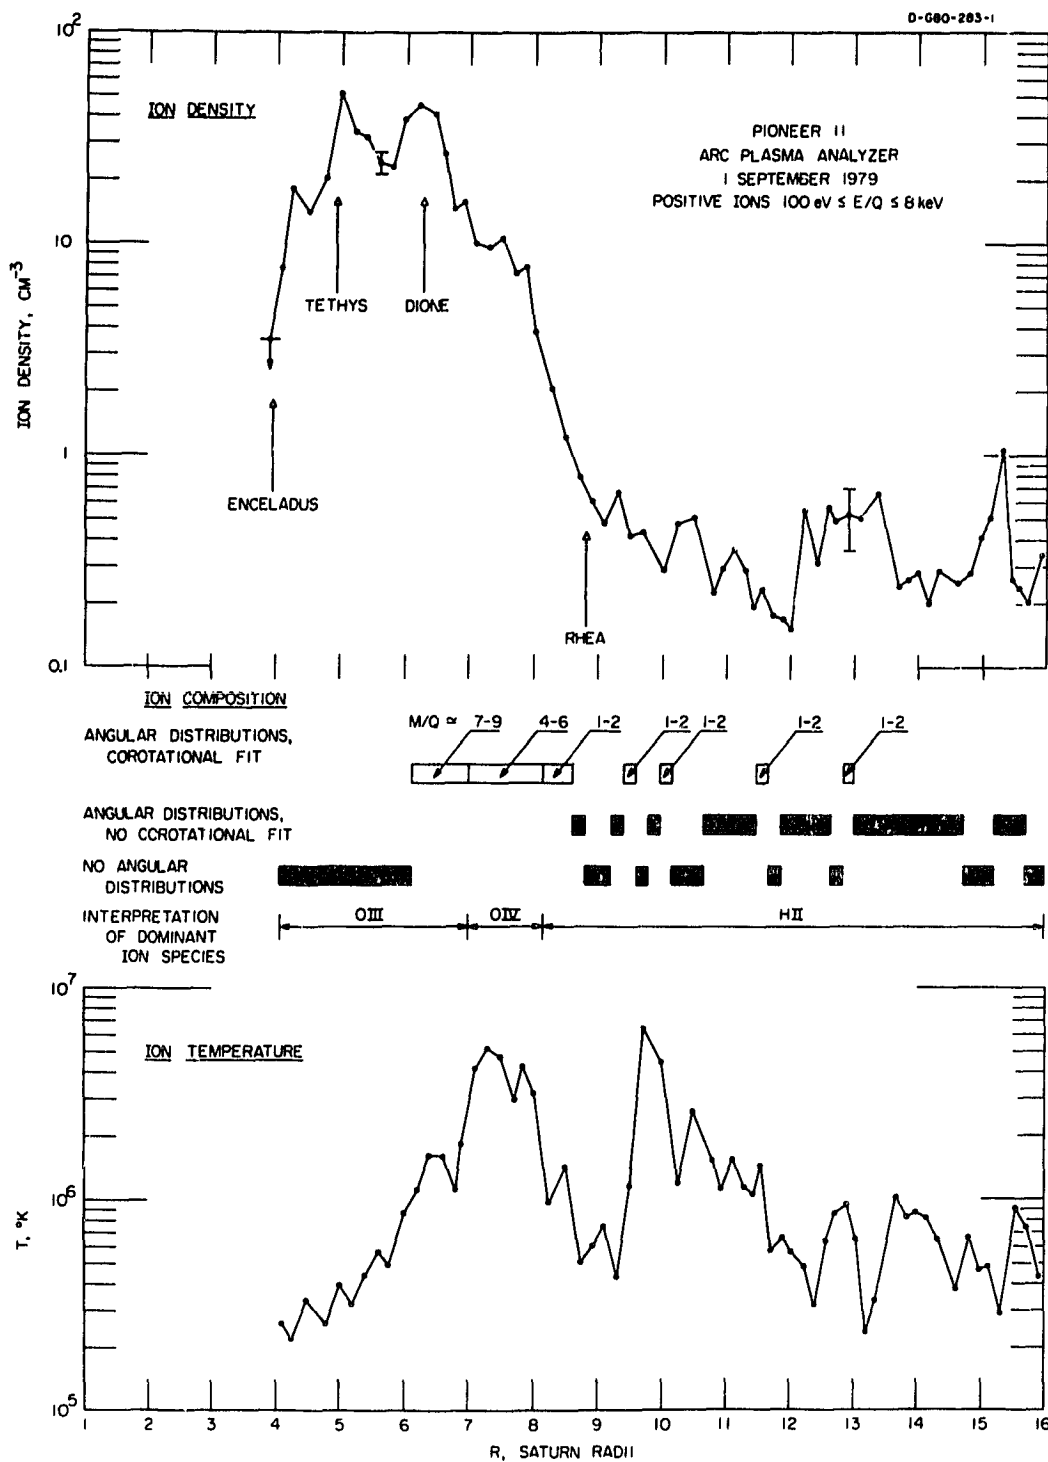 D-G80-283-1
10²
ION DENSITY
PIONEER 11
ARC PLASMA ANALYZER
1 SEPTEMBER 1979
POSITIVE IONS 100 eV ≤ E/Q ≤ 8 keV
10
ION DENSITY, CM⁻³
TETHYS
DIONE
1
ENCELADUS
RHEA
0.1
ION COMPOSITION
M/Q ≃ 7-9 4-6 1-2 1-2 1-2 1-2 1-2
ANGULAR DISTRIBUTIONS,
COROTATIONAL FIT
ANGULAR DISTRIBUTIONS,
NO COROTATIONAL FIT
NO ANGULAR
DISTRIBUTIONS
INTERPRETATION
OF DOMINANT
ION SPECIES
OIII OIV HII
10⁷
ION TEMPERATURE
10⁶
T, °K
10⁵
1 2 3 4 5 6 7 8 9 10 11 12 13 14 15 16
R, SATURN RADII